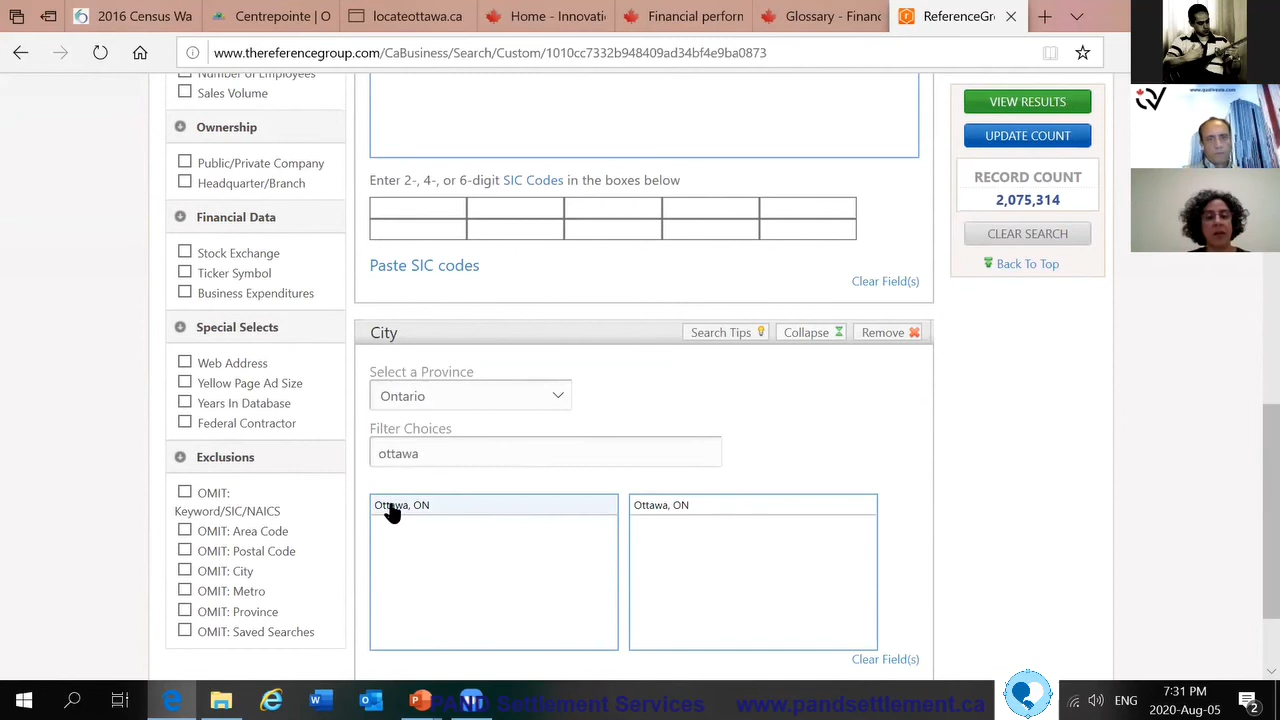 2016 Census Wa
Centrepointe | O
locateottawa.ca
Home - Innovati
Financial perforn
Glossary - Financ
ReferenceGr
www.thereferencegroup.com/CaBusiness/Search/Custom/1010cc7332b948409ad34bf4e9ba0873
www.qualiveate.com
Number of Employees
Sales Volume
Ownership
Public/Private Company
Headquarter/Branch
Financial Data
Stock Exchange
Ticker Symbol
Business Expenditures
Special Selects
Web Address
Yellow Page Ad Size
Years In Database
Federal Contractor
Exclusions
OMIT:
Keyword/SIC/NAICS
OMIT: Area Code
OMIT: Postal Code
OMIT: City
OMIT: Metro
OMIT: Province
OMIT: Saved Searches
Enter 2-, 4-, or 6-digit SIC Codes in the boxes below
Paste SIC codes
Clear Field(s)
City
Search Tips
Collapse
Remove
Select a Province
Ontario
Filter Choices
ottawa
Ottawa, ON
Ottawa, ON
Clear Field(s)
VIEW RESULTS
UPDATE COUNT
RECORD COUNT
2,075,314
CLEAR SEARCH
Back To Top
PAND Settlement Services www.pandsettlement.ca
ENG
7:31 PM
2020-Aug-05
2